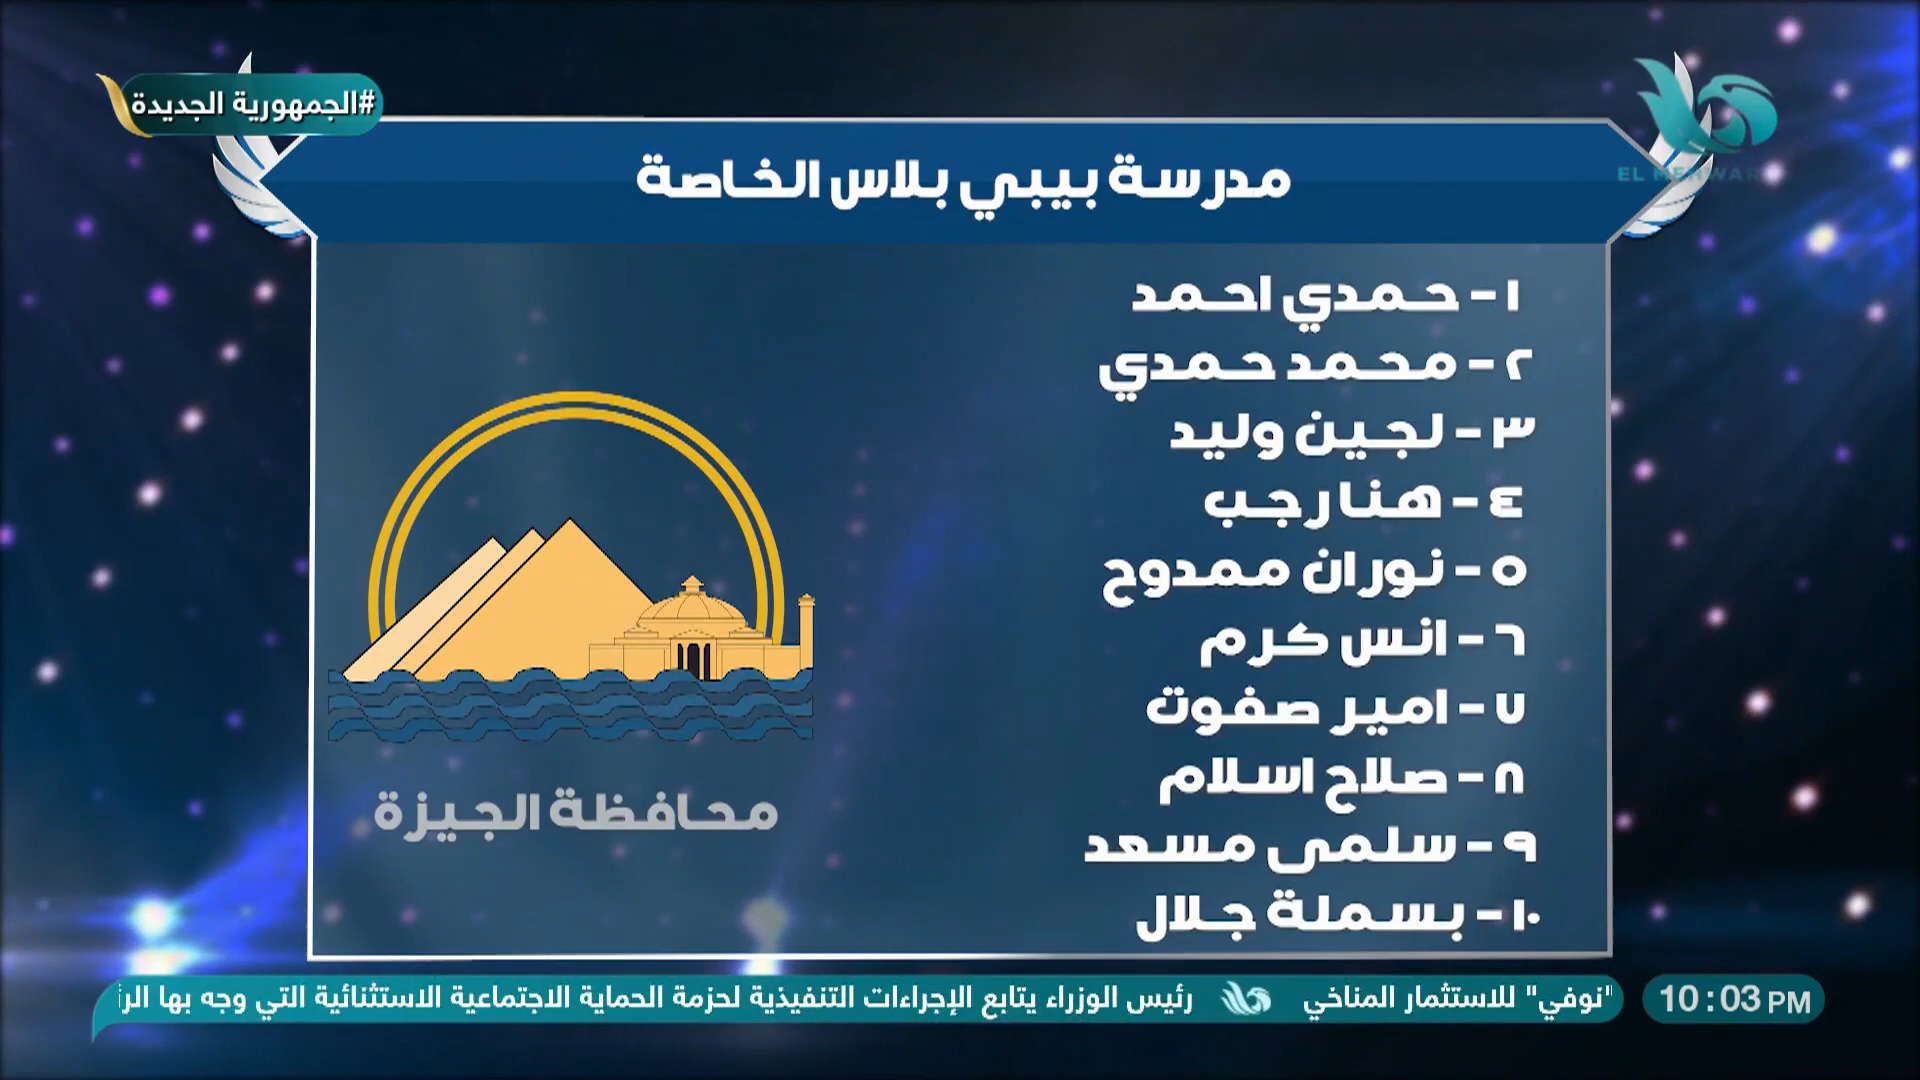 #الجمهورية الجديدة
مدرسة بيبي بلاس الخاصة
١- حمدي احمد
٢- محمد حمدي
٣- لجين وليد
٤- هنا رجب
٥- نوران ممدوح
٦- انس كرم
٧- امير صفوت
٨- صلاح اسلام
٩- سلمى مسعد
١٠- بسملة جلال
محافظة الجيزة
"نوفي" للاستثمار المناخي
رئيس الوزراء يتابع الإجراءات التنفيذية لحزمة الحماية الاجتماعية الاستثنائية التي وجه بها
10:03 PM